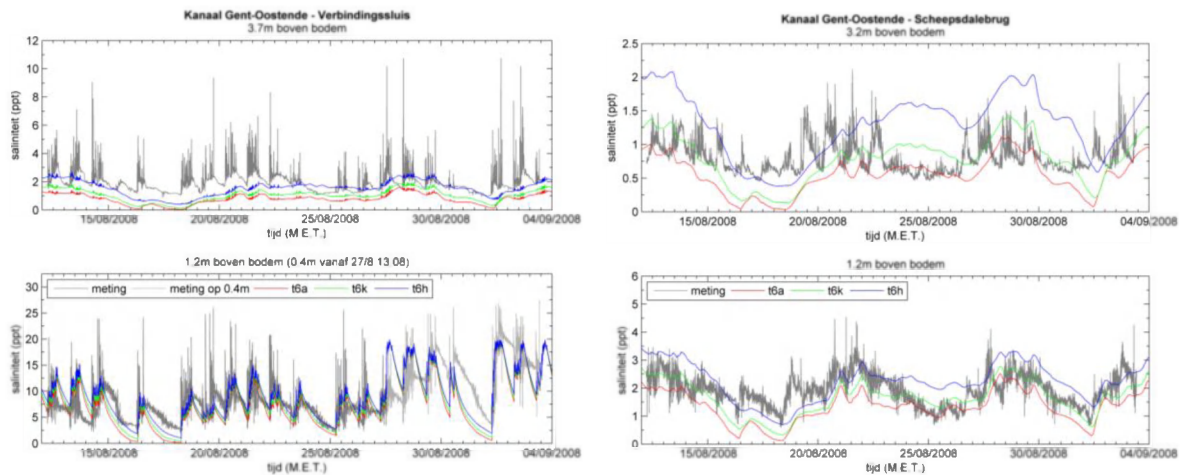 Kanaal Gent-Oostende - Verbindingssluis
3.7m boven bodem
12
10
8
6
4
2
0
saliniteit (ppt)
15/08/2008 20/08/2008 25/08/2008 30/08/2008 04/09/2008
tijd (M.E.T.)
1.2m boven bodem (0.4m vanaf 27/8 13:08)
meting meting op 0.4m t6a t6k t6h
30
25
20
15
10
5
0
saliniteit (ppt)
15/08/2008 20/08/2008 25/08/2008 30/08/2008 04/09/2008
tijd (M.E.T.)
Kanaal Gent-Oostende - Scheepsdalebrug
3.2m boven bodem
2.5
2
1.5
1
0.5
0
saliniteit (ppt)
15/08/2008 20/08/2008 25/08/2008 30/08/2008 04/09/2008
tijd (M.E.T.)
1.2m boven bodem
meting t6a t6k t6h
6
5
4
3
2
1
0
saliniteit (ppt)
15/08/2008 20/08/2008 25/08/2008 30/08/2008 04/09/2008
tijd (M.E.T.)